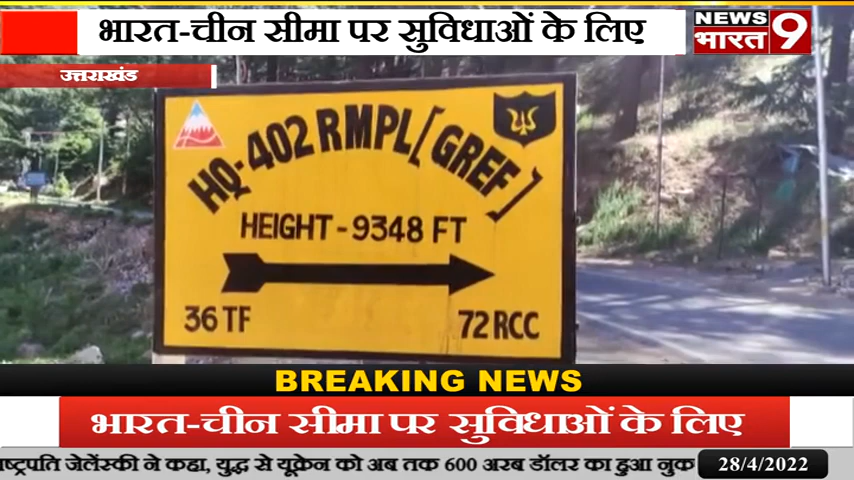 भारत-चीन सीमा पर सुविधाओं के लिए
NEWS
भारत 9
उत्तराखंड
HQ-402 RMPL [GREF]
HEIGHT - 9348 FT
36 TF
72 RCC
BREAKING NEWS
भारत-चीन सीमा पर सुविधाओं के लिए
जेलेंस्की ने कहा, युद्ध से यूक्रेन को अब तक 600 अरब डॉलर का हुआ
28/4/2022